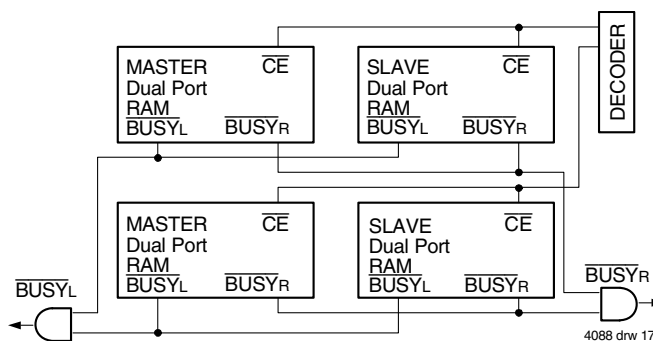 MASTER
Dual Port
RAM
CE
BUSYL
BUSYR
SLAVE
Dual Port
RAM
CE
BUSYL
BUSYR
DECODER
MASTER
Dual Port
RAM
CE
BUSYL
BUSYR
SLAVE
Dual Port
RAM
CE
BUSYL
BUSYR
BUSYL
BUSYR
4088 drw 17